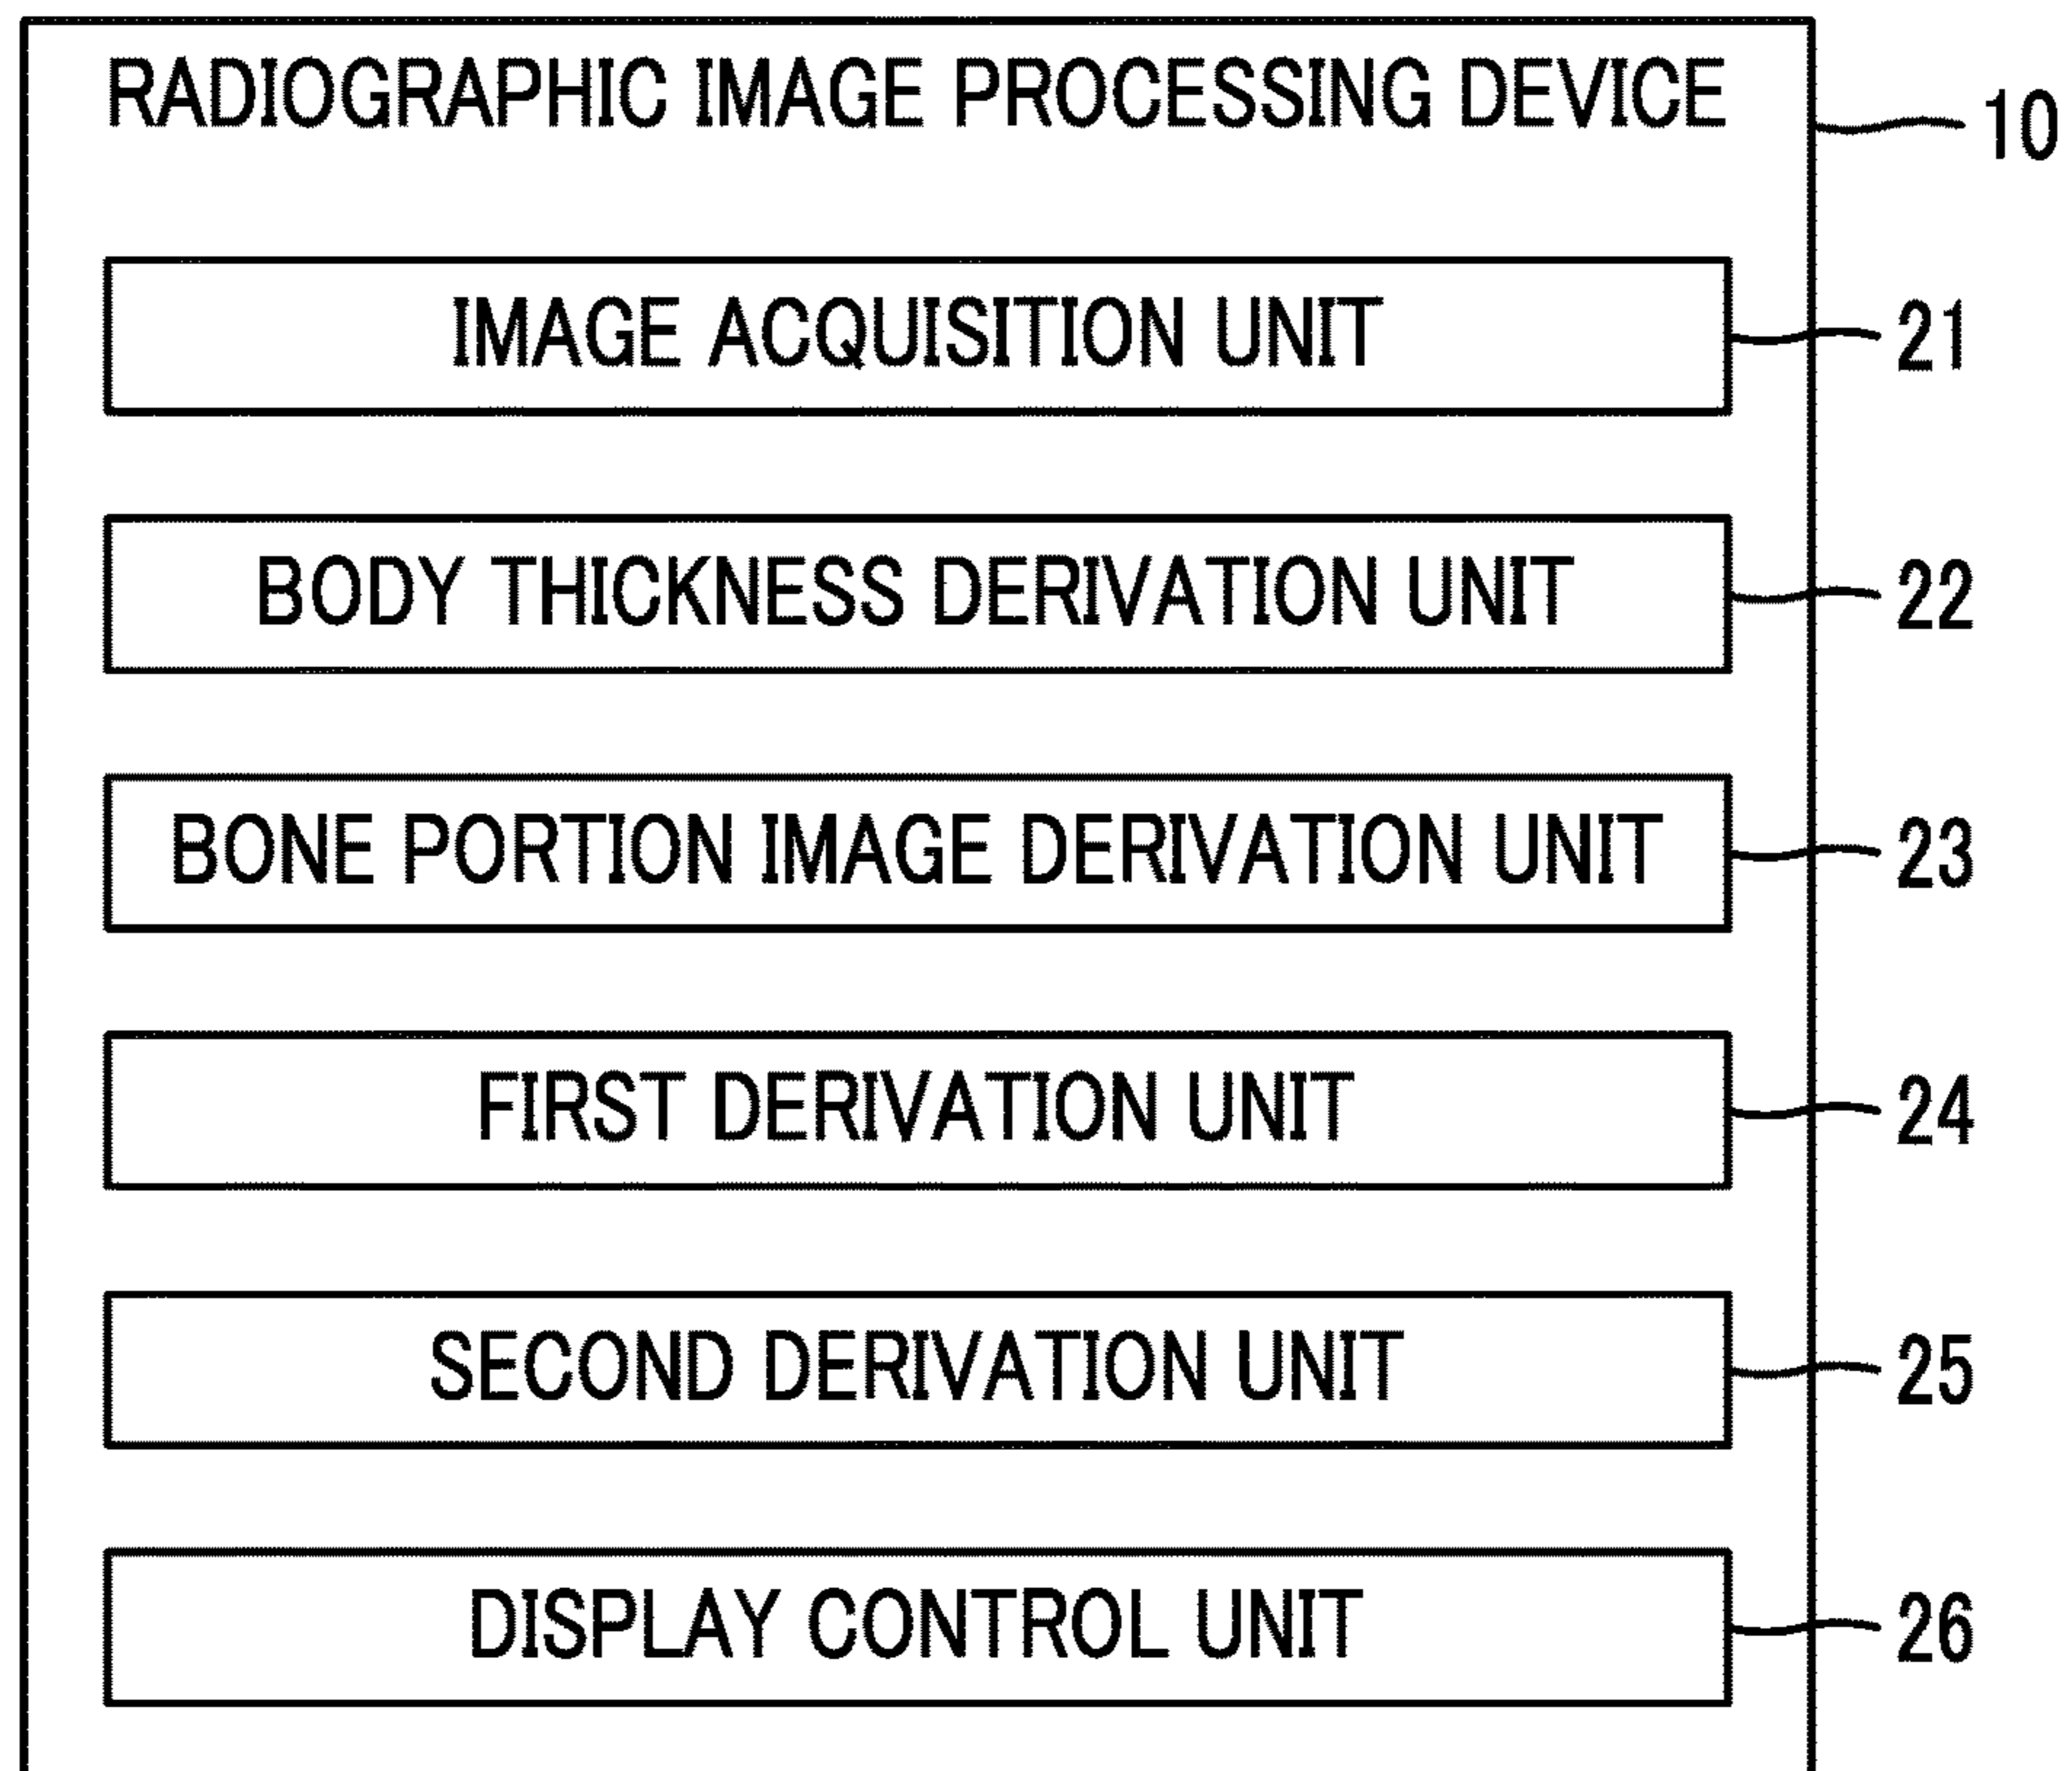 RADIOGRAPHIC IMAGE PROCESSING DEVICE
10
IMAGE ACQUISITION UNIT
21
BODY THICKNESS DERIVATION UNIT
22
BONE PORTION IMAGE DERIVATION UNIT
23
FIRST DERIVATION UNIT
24
SECOND DERIVATION UNIT
25
DISPLAY CONTROL UNIT
26